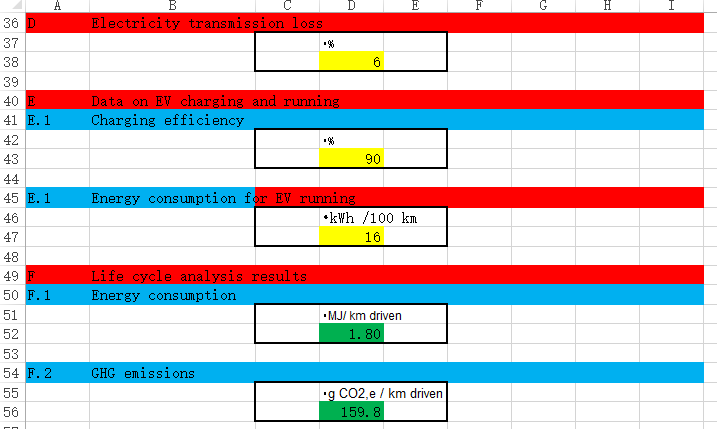 A B C D E F G H I
36 D Electricity transmission loss
37 •%
38 6
39
40 E Data on EV charging and running
41 E.1 Charging efficiency
42 •%
43 90
44
45 E.1 Energy consumption for EV running
46 •kWh /100 km
47 16
48
49 F Life cycle analysis results
50 F.1 Energy consumption
51 •MJ/ km driven
52 1.80
53
54 F.2 GHG emissions
55 •g CO2,e / km driven
56 159.8